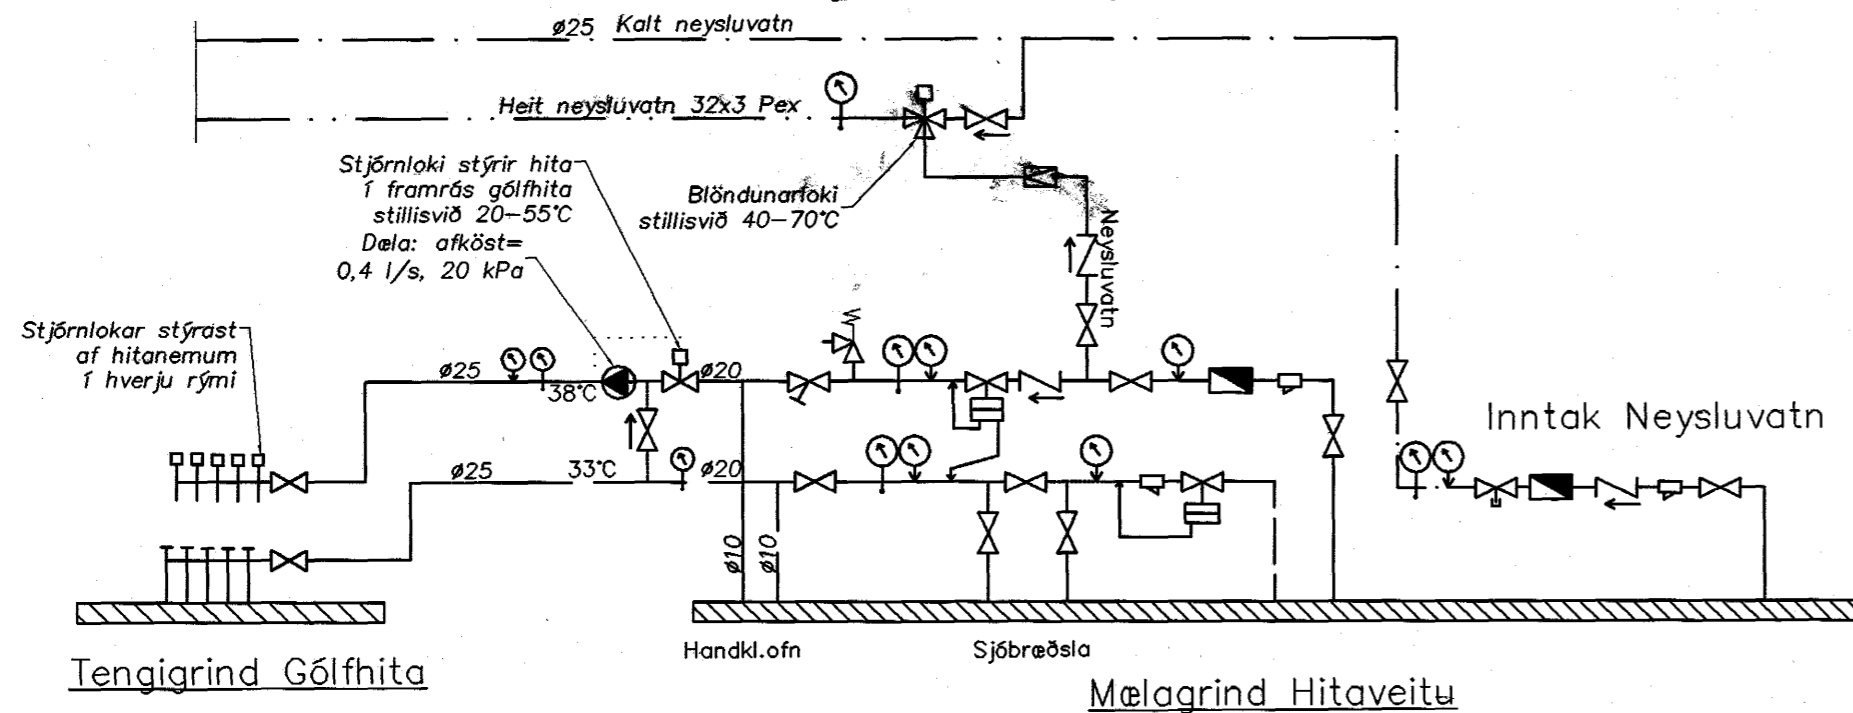 ø25 Kalt neysluvatn
Heit neysluvatn 32x3 Pex
Stjórnloki stýrir hita
í framrás gólfhita
stillisvið 20-55°C
Dæla: afköst=
0,4 l/s, 20 kPa
Blöndunarloki
stillisvið 40-70°C
Neysluvatn
Stjórnlokar stýrast
af hitanemum
í hverju rými
ø25
38°C
ø20
Inntak Neysluvatn
ø25
33°C
ø20
ø10
ø10
Handkl.ofn
Sjóbræðsla
Tengigrind Gólfhita
Mælagrind Hitaveitu